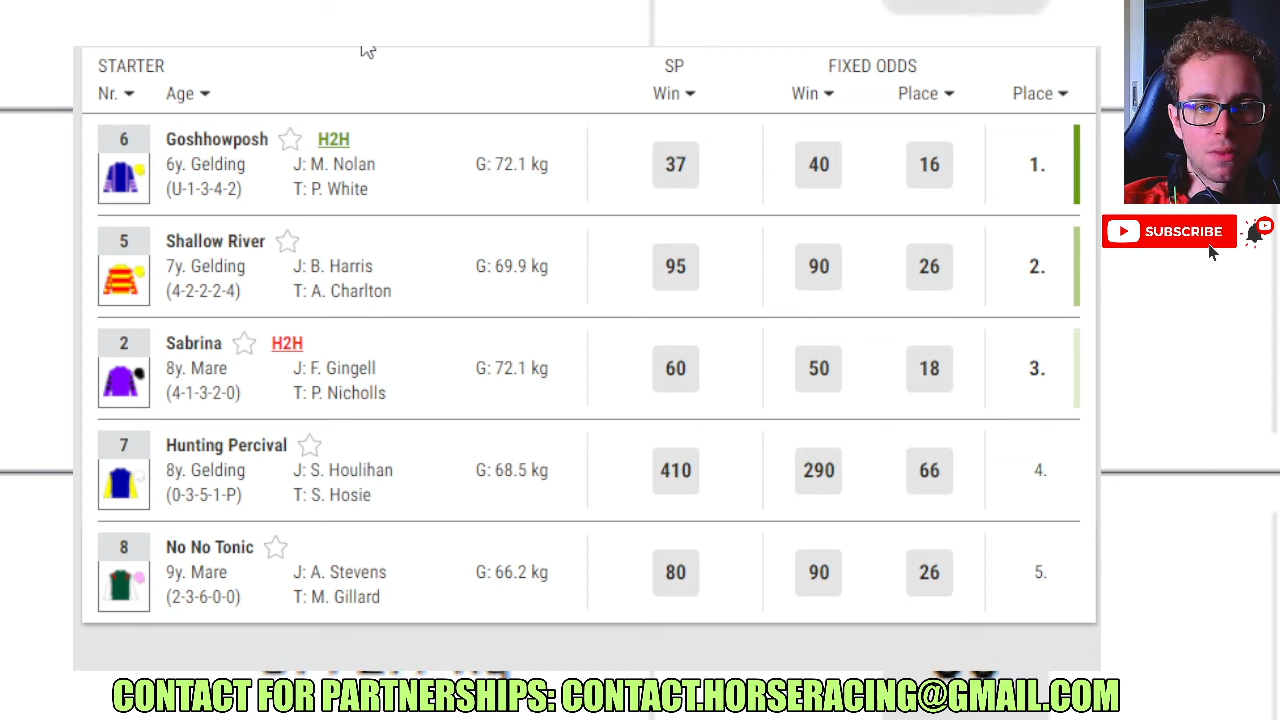 STARTER SP FIXED ODDS
Nr. Age Win Win Place Place
6 Goshhowposh H2H
6y. Gelding J: M. Nolan G: 72.1 kg 37 40 16 1.
(U-1-3-4-2) T: P. White
5 Shallow River
7y. Gelding J: B. Harris G: 69.9 kg 95 90 26 2.
(4-2-2-2-4) T: A. Charlton
2 Sabrina H2H
8y. Mare J: F. Gingell G: 72.1 kg 60 50 18 3.
(4-1-3-2-0) T: P. Nicholls
7 Hunting Percival
8y. Gelding J: S. Houlihan G: 68.5 kg 410 290 66 4.
(0-3-5-1-P) T: S. Hosie
8 No No Tonic
9y. Mare J: A. Stevens G: 66.2 kg 80 90 26 5.
(2-3-6-0-0) T: M. Gillard
SUBSCRIBE
CONTACT FOR PARTNERSHIPS: CONTACT.HORSERACING@GMAIL.COM